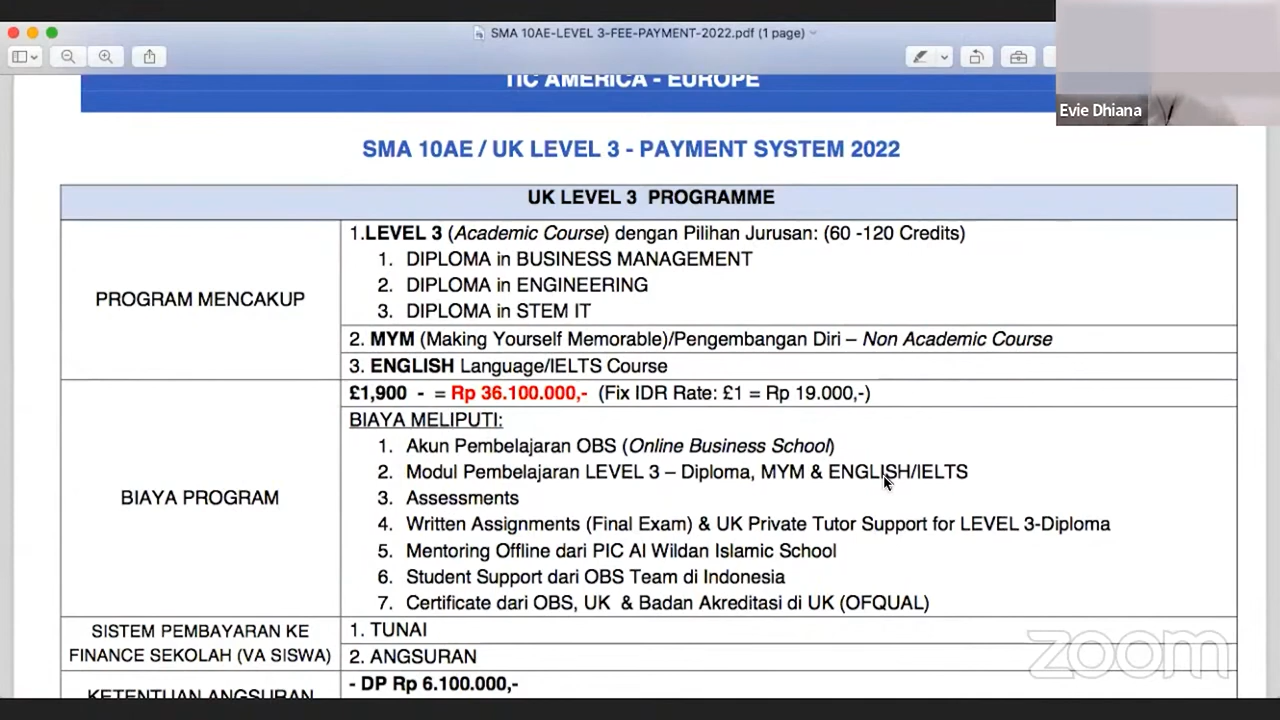 SMA 10AE-LEVEL 3-FEE-PAYMENT-2022.pdf (1 page)
TIC AMERICA - EUROPE
Evie Dhiana
SMA 10AE / UK LEVEL 3 - PAYMENT SYSTEM 2022
UK LEVEL 3 PROGRAMME
PROGRAM MENCAKUP
1.LEVEL 3 (Academic Course) dengan Pilihan Jurusan: (60 -120 Credits)
1. DIPLOMA in BUSINESS MANAGEMENT
2. DIPLOMA in ENGINEERING
3. DIPLOMA in STEM IT
2. MYM (Making Yourself Memorable)/Pengembangan Diri – Non Academic Course
3. ENGLISH Language/IELTS Course
BIAYA PROGRAM
£1,900 - = Rp 36.100.000,- (Fix IDR Rate: £1 = Rp 19.000,-)
BIAYA MELIPUTI:
1. Akun Pembelajaran OBS (Online Business School)
2. Modul Pembelajaran LEVEL 3 – Diploma, MYM & ENGLISH/IELTS
3. Assessments
4. Written Assignments (Final Exam) & UK Private Tutor Support for LEVEL 3-Diploma
5. Mentoring Offline dari PIC Al Wildan Islamic School
6. Student Support dari OBS Team di Indonesia
7. Certificate dari OBS, UK & Badan Akreditasi di UK (OFQUAL)
SISTEM PEMBAYARAN KE
FINANCE SEKOLAH (VA SISWA)
1. TUNAI
2. ANGSURAN
KETENTUAN ANGSURAN
- DP Rp 6.100.000,-
zoom